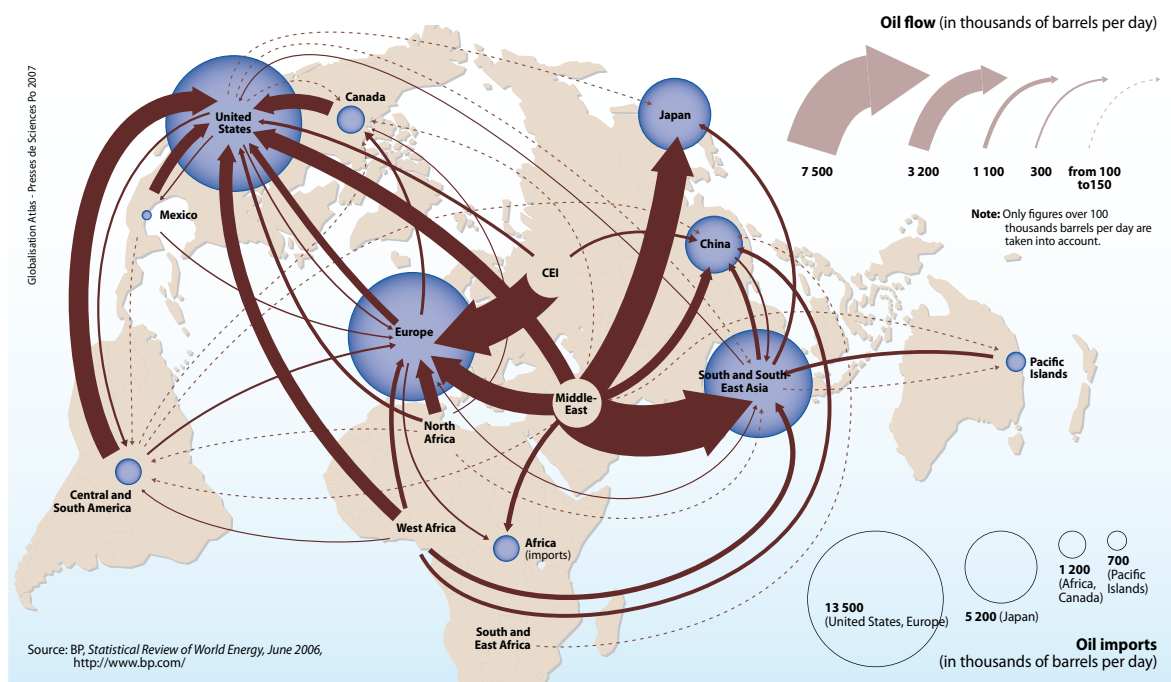 Oil flow (in thousands of barrels per day)
7 500
3 200
1 100
300
from 100
to150
Note: Only figures over 100
thousands barrels per day are
taken into account.
Globalisation Atlas - Presses de Sciences Po 2007
United
States
Canada
Japan
Mexico
China
CEI
Europe
South and South-
East Asia
Pacific
Islands
Middle-
East
North
Africa
Central and
South America
West Africa
Africa
(imports)
South and
East Africa
13 500
(United States, Europe)
5 200 (Japan)
1 200
(Africa,
Canada)
700
(Pacific
Islands)
Oil imports
(in thousands of barrels per day)
Source: BP, Statistical Review of World Energy, June 2006,
http://www.bp.com/